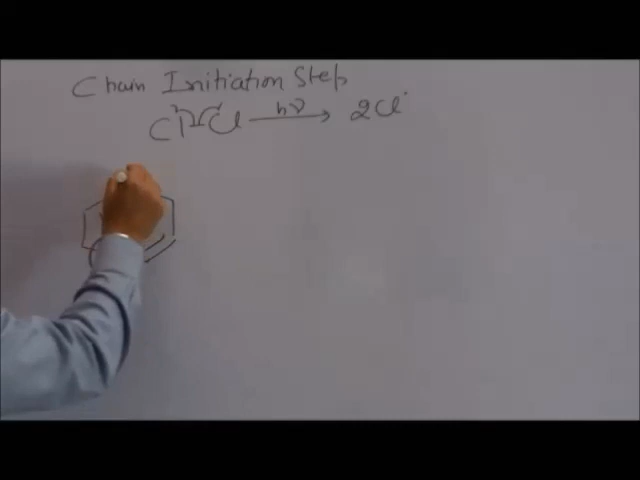 Chain Initiation Step
Cl Cl hν → 2Cl·